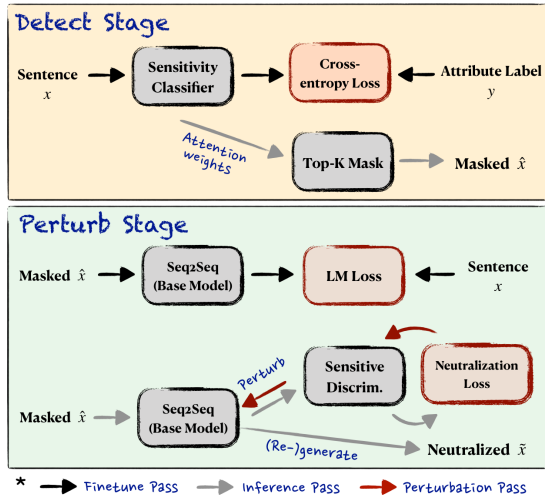 Detect Stage
Sentence
x
Sensitivity
Classifier
Cross-
entropy Loss
Attribute Label
y
Attention
weights
Top-K Mask
Masked x̂
Perturb Stage
Masked x̂
Seq2Seq
(Base Model)
LM Loss
Sentence
x
Sensitive
Discrim.
Neutralization
Loss
Perturb
Masked x̂
Seq2Seq
(Base Model)
(Re-)generate
Neutralized x̃
* Finetune Pass Inference Pass Perturbation Pass